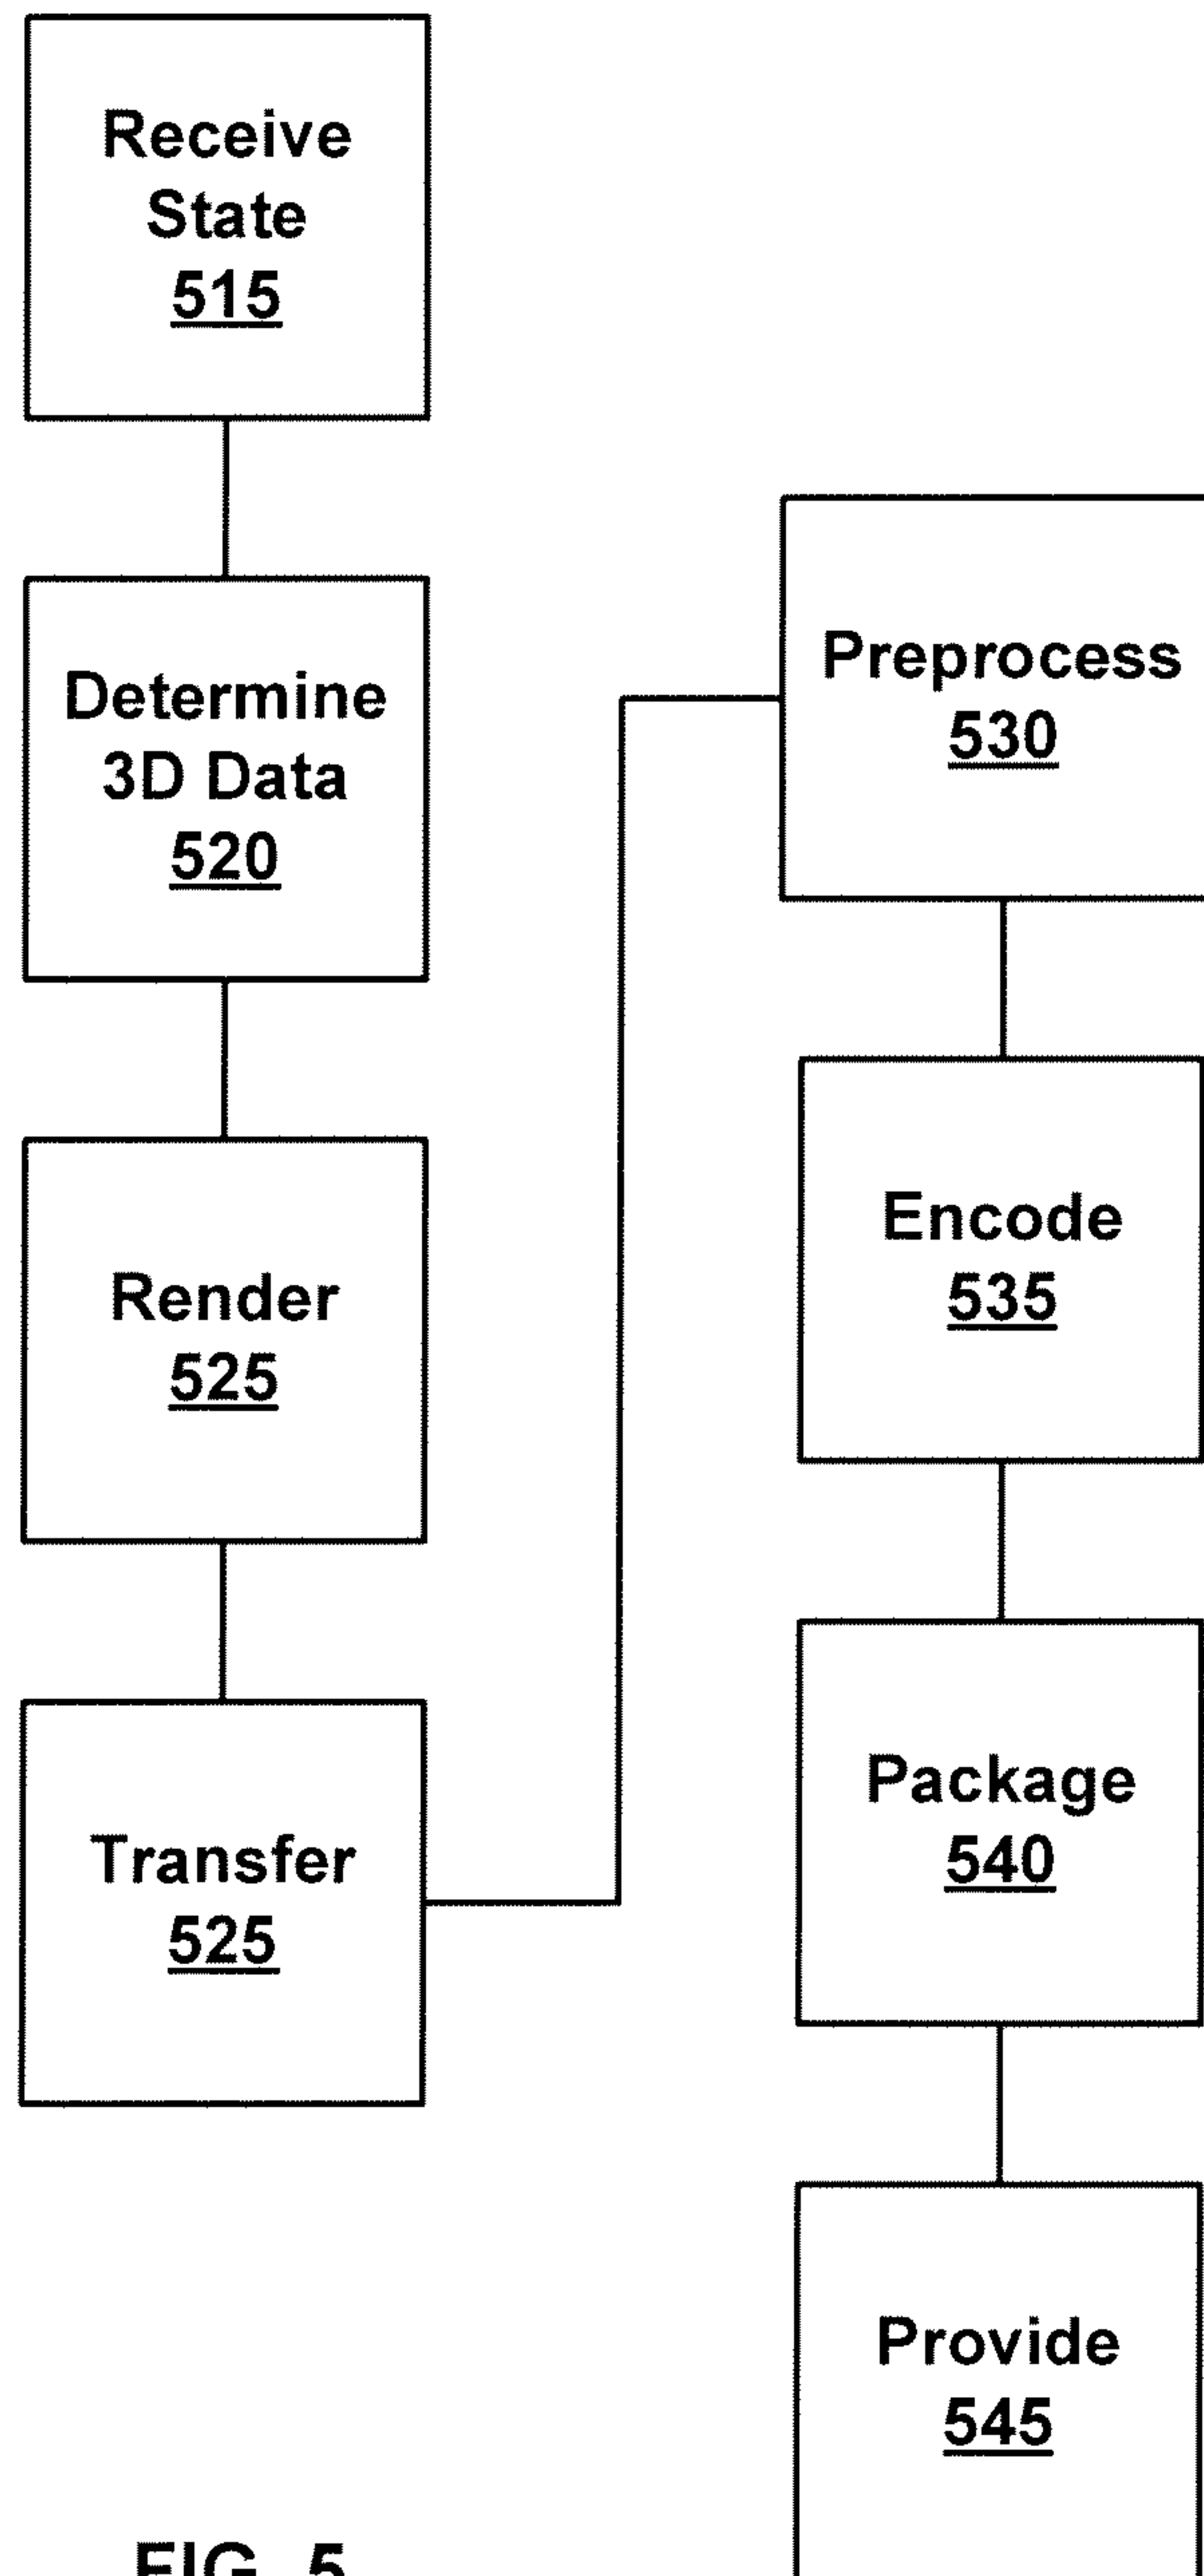 Receive
State
515
Determine
3D Data
520
Render
525
Transfer
525
Preprocess
530
Encode
535
Package
540
Provide
545
FIG. 5